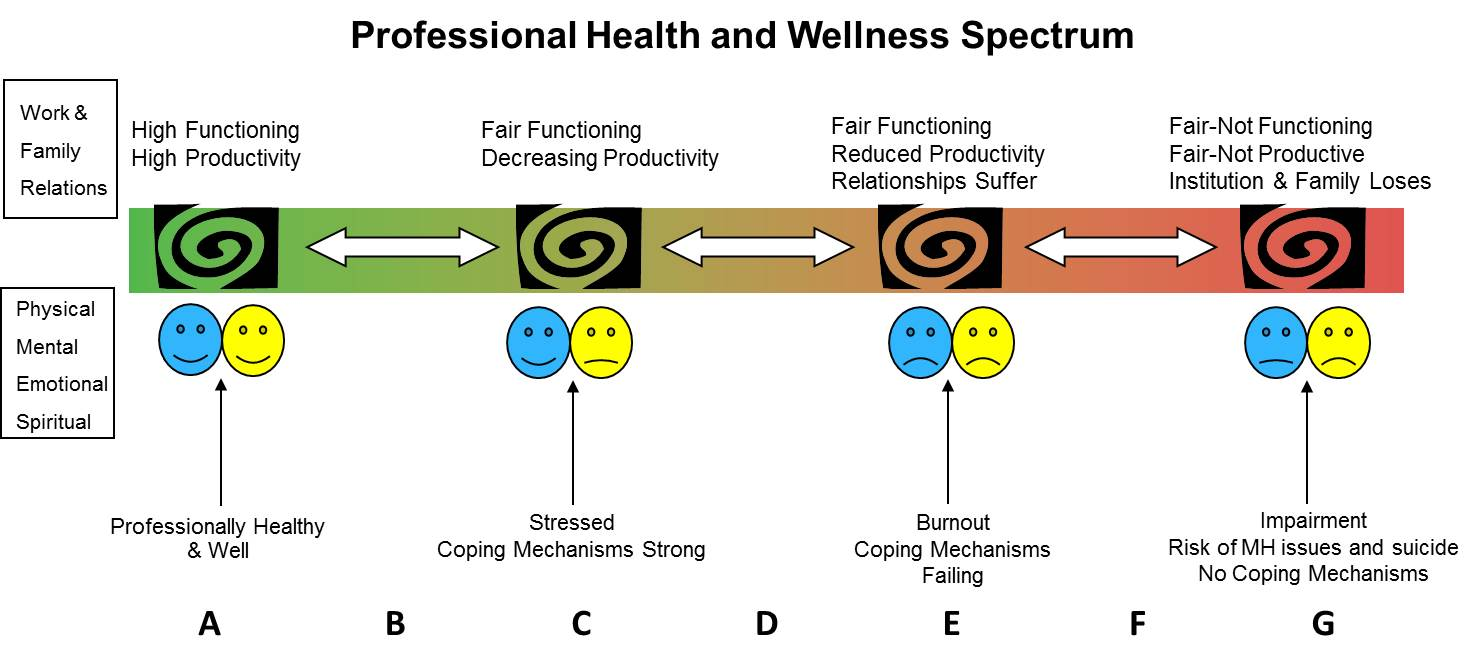 Professional Health and Wellness Spectrum
Work &
Family
Relations
High Functioning
High Productivity
Fair Functioning
Decreasing Productivity
Fair Functioning
Reduced Productivity
Relationships Suffer
Fair-Not Functioning
Fair-Not Productive
Institution & Family Loses
Physical
Mental
Emotional
Spiritual
Professionally Healthy
& Well
Stressed
Coping Mechanisms Strong
Burnout
Coping Mechanisms
Failing
Impairment
Risk of MH issues and suicide
No Coping Mechanisms
A B C D E F G